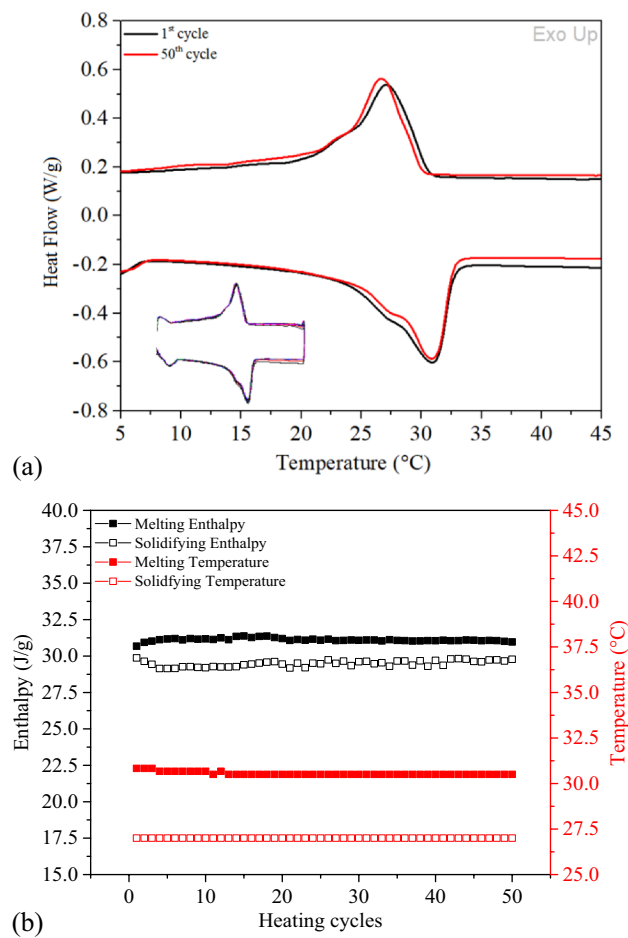 Exo Up
1st cycle
50th cycle
0.8
0.6
0.4
0.2
0.0
-0.2
-0.4
-0.6
-0.8
Heat Flow (W/g)
5 10 15 20 25 30 35 40 45
Temperature (°C)
(a)
Melting Enthalpy
Solidifying Enthalpy
Melting Temperature
Solidfying Temperature
40.0
37.5
35.0
32.5
30.0
27.5
25.0
22.5
20.0
17.5
15.0
Enthalpy (J/g)
45.0
42.5
40.0
37.5
35.0
32.5
30.0
27.5
25.0
Temperature (°C)
0 10 20 30 40 50
Heating cycles
(b)